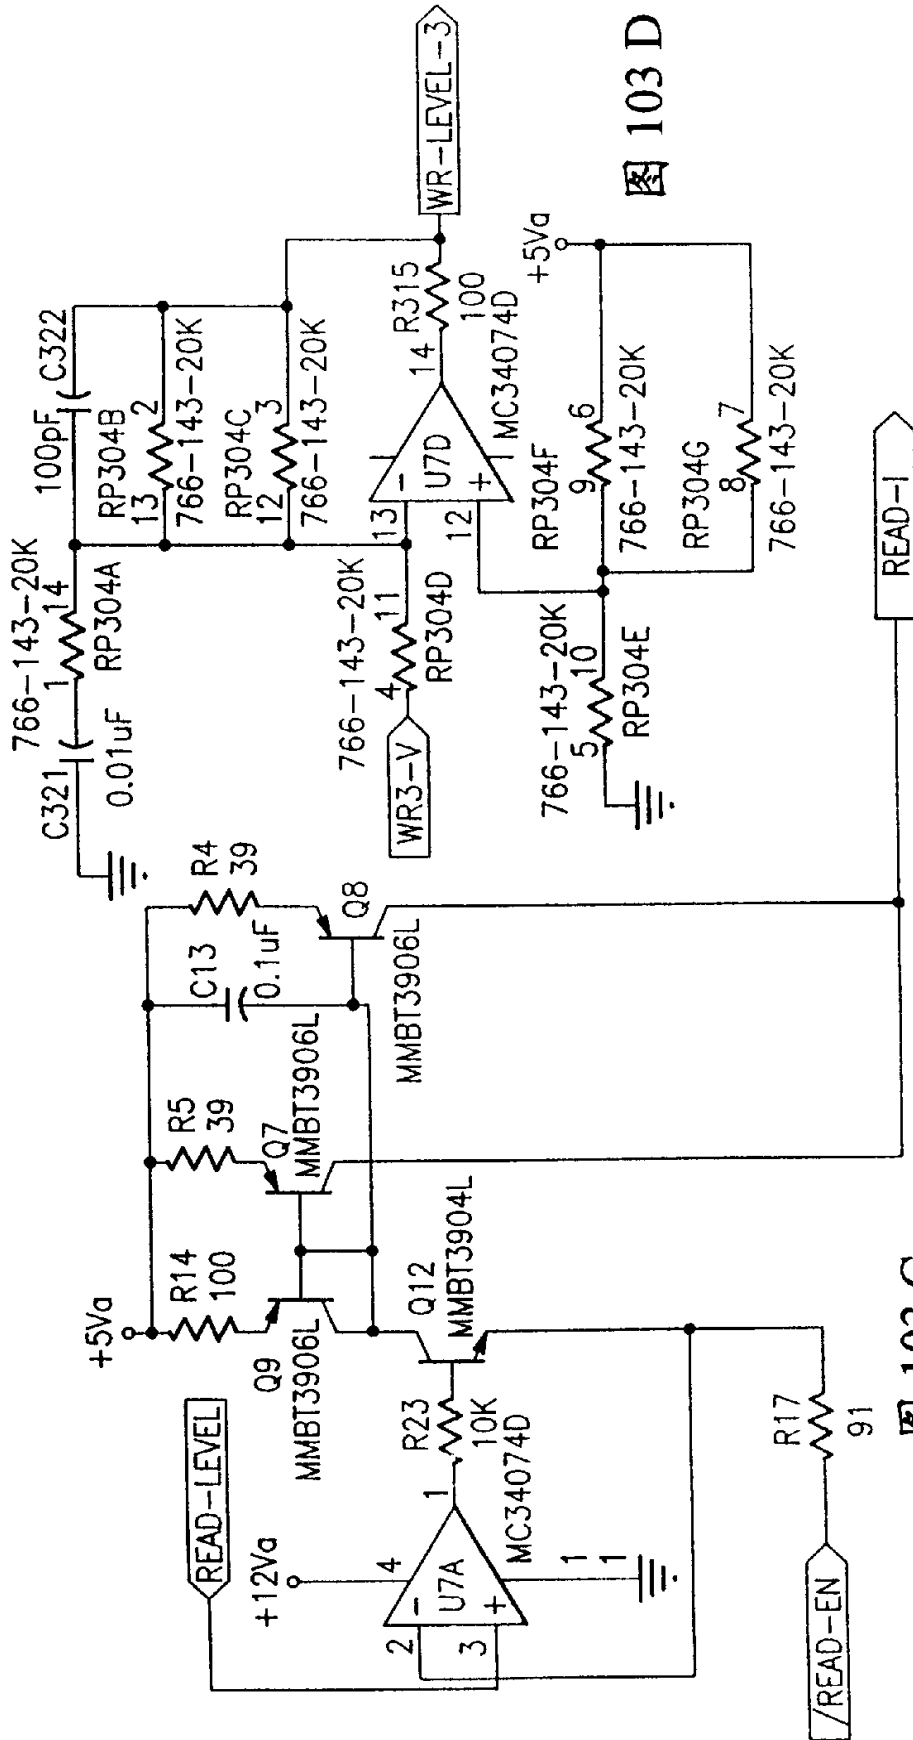 READ-LEVEL
+12Va
4
2
3
U7A
1
MC34074D
1
1
/READ-EN
R17
91
R23
10K
+5Va
R14
100
Q9
MMBT3906L
Q12
MMBT3904L
R5
39
Q7
MMBT3906L
C13
0.1uF
R4
39
Q8
MMBT3906L
READ-I
C321
0.01uF
766-143-20K
1
14
RP304A
100pF
C322
RP304B
13
2
766-143-20K
RP304C
12
3
766-143-20K
WR3-V
766-143-20K
4
11
RP304D
13
12
U7D
14
MC34074D
R315
100
WR-LEVEL-3
766-143-20K
5
10
RP304E
RP304F
9
6
766-143-20K
RP304G
8
7
766-143-20K
+5Va
图 103 D